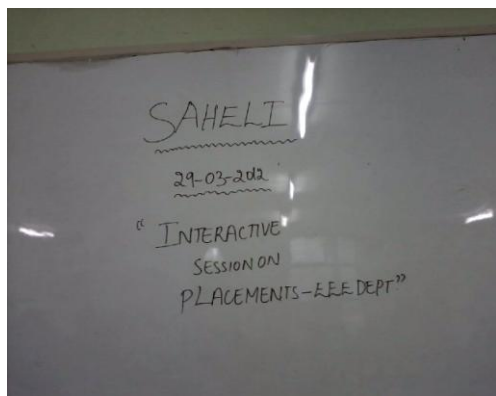 SAHELI
29-03-2012
"INTERACTIVE
SESSION ON
PLACEMENTS-EEE DEPT"